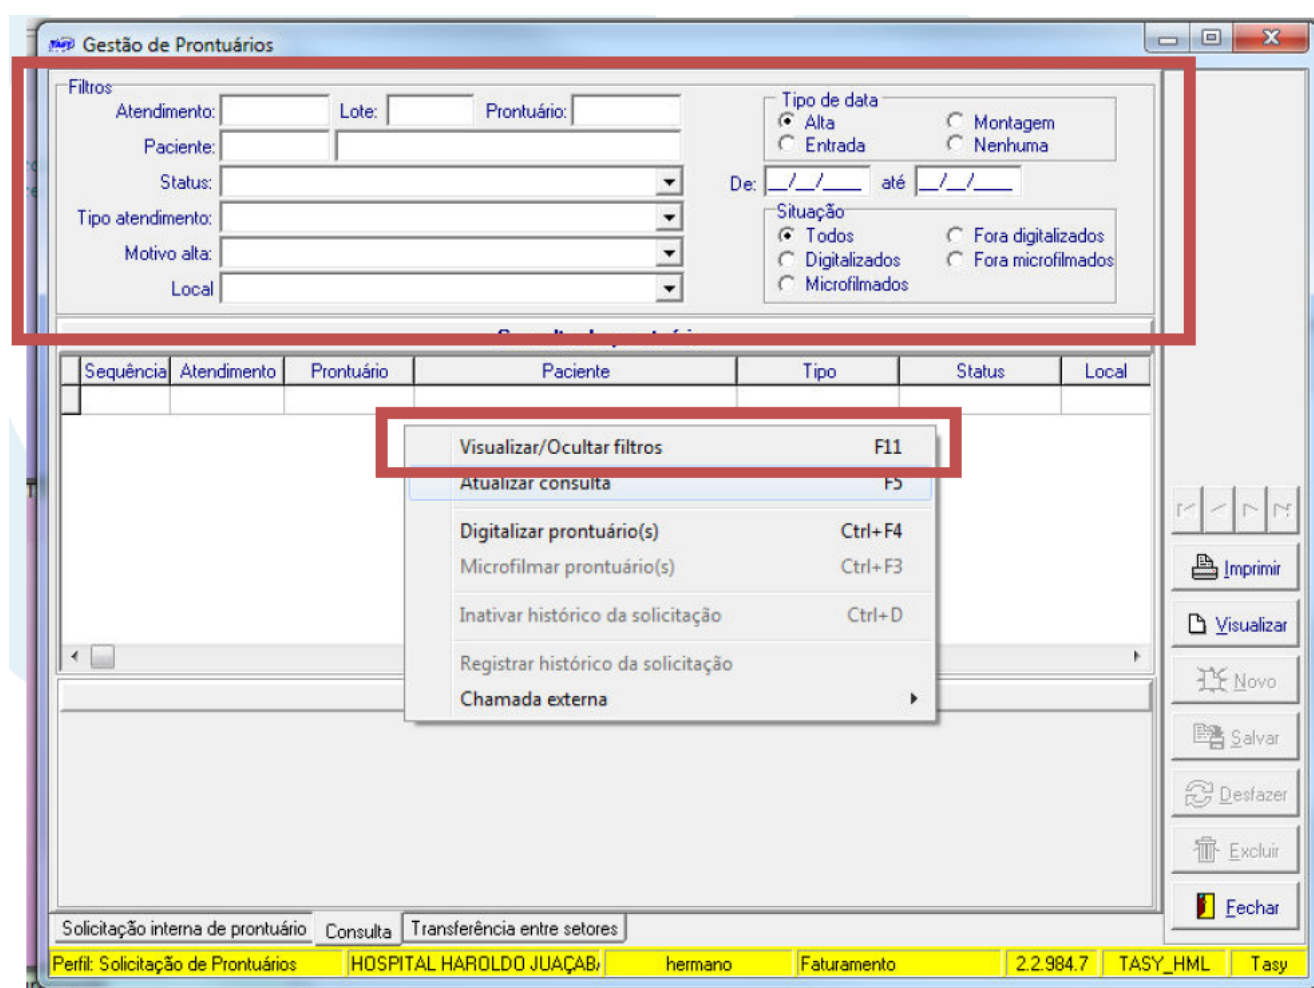 Gestão de Prontuários
Filtros
Atendimento: Lote: Prontuário:
Paciente:
Status:
Tipo atendimento:
Motivo alta:
Local
Tipo de data
Alta Montagem
Entrada Nenhuma
De: _/_/___ até _/_/___
Situação
Todos Fora digitalizados
Digitalizados Fora microfilmados
Microfilmados
Sequência Atendimento Prontuário Paciente Tipo Status Local
Visualizar/Ocultar filtros F11
Atualizar consulta F5
Digitalizar prontuário(s) Ctrl+F4
Microfilmar prontuário(s) Ctrl+F3
Inativar histórico da solicitação Ctrl+D
Registrar histórico da solicitação
Chamada externa
Imprimir
Visualizar
Novo
Salvar
Desfazer
Excluir
Fechar
Solicitação interna de prontuário Consulta Transferência entre setores
Perfil: Solicitação de Prontuários HOSPITAL HAROLDO JUAÇAB hermano Faturamento 2.2.984.7 TASY_HML Tasy